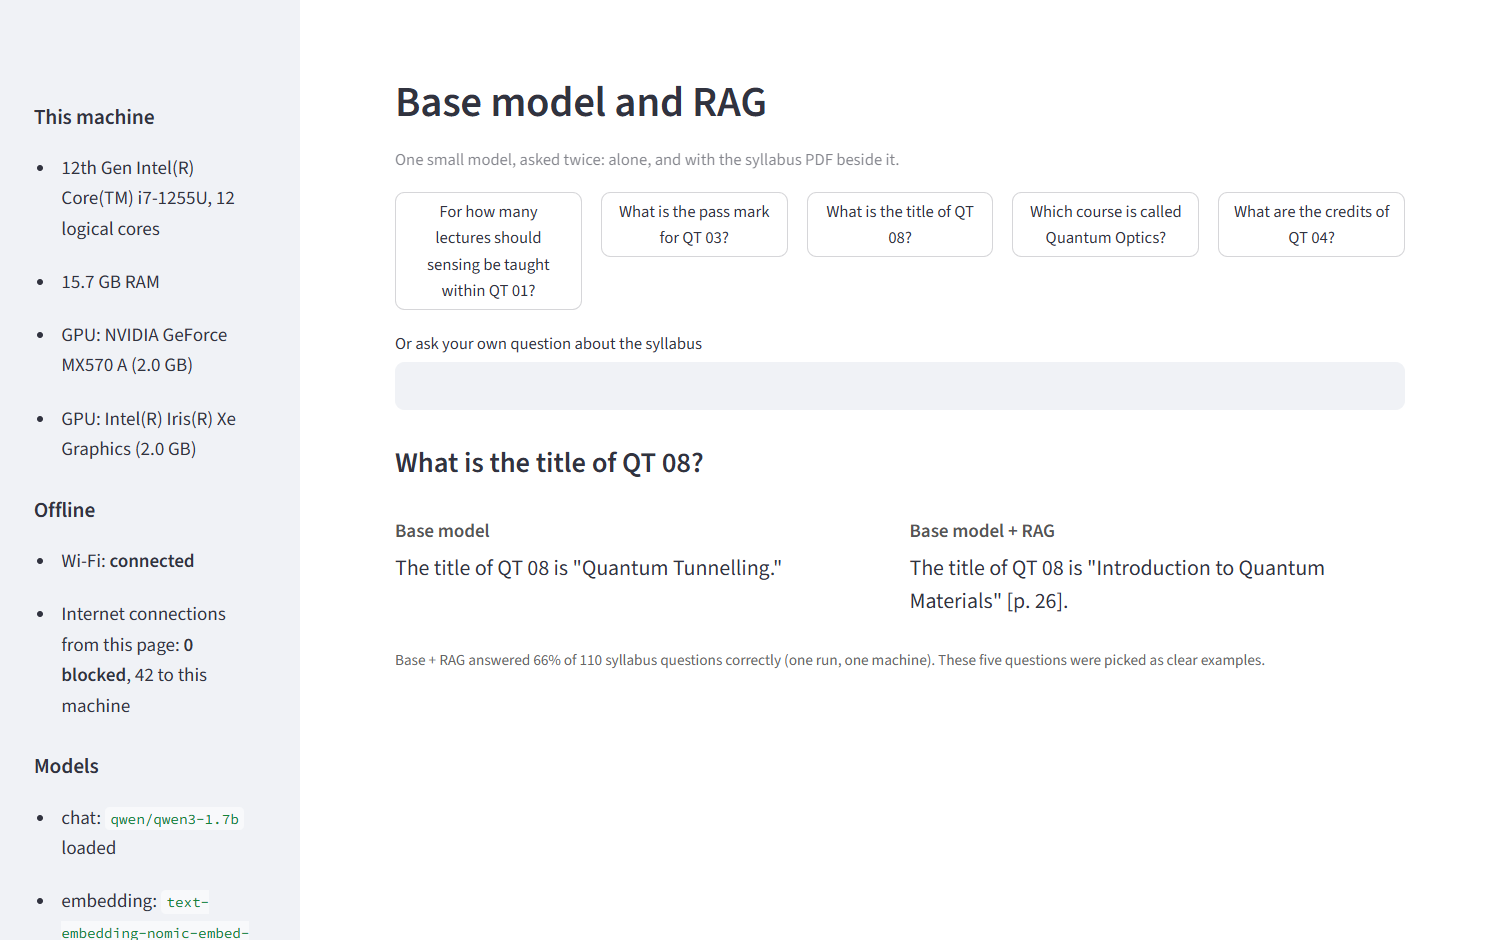 This machine
12th Gen Intel(R)
Core(TM) i7-1255U, 12
logical cores
15.7 GB RAM
GPU: NVIDIA GeForce
MX570 A (2.0 GB)
GPU: Intel(R) Iris(R) Xe
Graphics (2.0 GB)
Offline
Wi-Fi: connected
Internet connections
from this page: 0
blocked, 42 to this
machine
Models
chat: qwen/qwen3-1.7b
loaded
embedding: text-
embedding-nomic-embed-
Base model and RAG
One small model, asked twice: alone, and with the syllabus PDF beside it.
For how many
lectures should
sensing be taught
within QT 01?
What is the pass mark
for QT 03?
What is the title of QT
08?
Which course is called
Quantum Optics?
What are the credits of
QT 04?
Or ask your own question about the syllabus
What is the title of QT 08?
Base model
The title of QT 08 is "Quantum Tunnelling."
Base model + RAG
The title of QT 08 is "Introduction to Quantum
Materials" [p. 26].
Base + RAG answered 66% of 110 syllabus questions correctly (one run, one machine). These five questions were picked as clear examples.